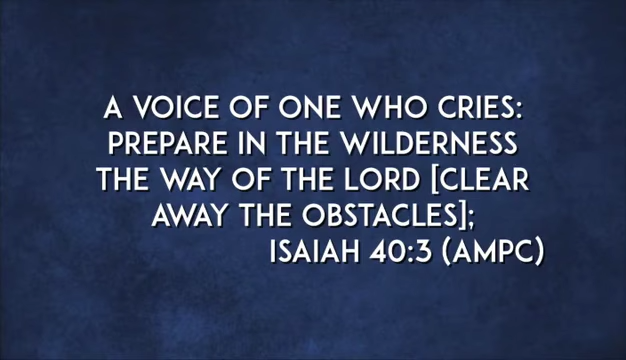 A VOICE OF ONE WHO CRIES:
PREPARE IN THE WILDERNESS
THE WAY OF THE LORD [CLEAR
AWAY THE OBSTACLES];
ISAIAH 40:3 (AMPC)